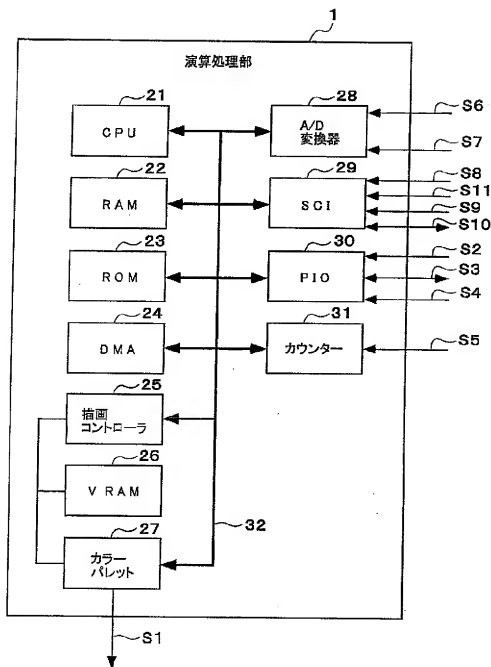 1
演算処理部
21
CPU
28
A/D
変換器
S6
S7
22
RAM
29
SCI
S8
S11
S9
S10
23
ROM
30
PIO
S2
S3
S4
24
DMA
31
カウンター
S5
25
描画
コントローラ
26
V RAM
27
カラー
パレット
32
S1